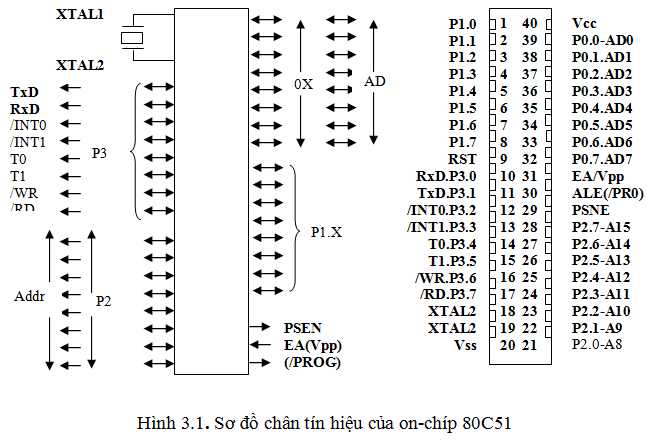 XTAL1
XTAL2
TxD
RxD
/INT0
/INT1
T0
T1
/WR
/RD
P3
Addr
P2
0X
AD
P1.X
PSEN
EA(Vpp)
(/PROG)
P1.0 1 40 Vcc
P1.1 2 39 P0.0-AD0
P1.2 3 38 P0.1.AD1
P1.3 4 37 P0.2.AD2
P1.4 5 36 P0.3.AD3
P1.5 6 35 P0.4.AD4
P1.6 7 34 P0.5.AD5
P1.7 8 33 P0.6.AD6
RST 9 32 P0.7.AD7
RxD.P3.0 10 31 EA/Vpp
TxD.P3.1 11 30 ALE(/PR0)
/INT0.P3.2 12 29 PSNE
/INT1.P3.3 13 28 P2.7-A15
T0.P3.4 14 27 P2.6-A14
T1.P3.5 15 26 P2.5-A13
/WR.P3.6 16 25 P2.4-A12
/RD.P3.7 17 24 P2.3-A11
XTAL2 18 23 P2.2-A10
XTAL2 19 22 P2.1-A9
Vss 20 21 P2.0-A8
Hình 3.1. Sơ đồ chân tín hiệu của on-chíp 80C51